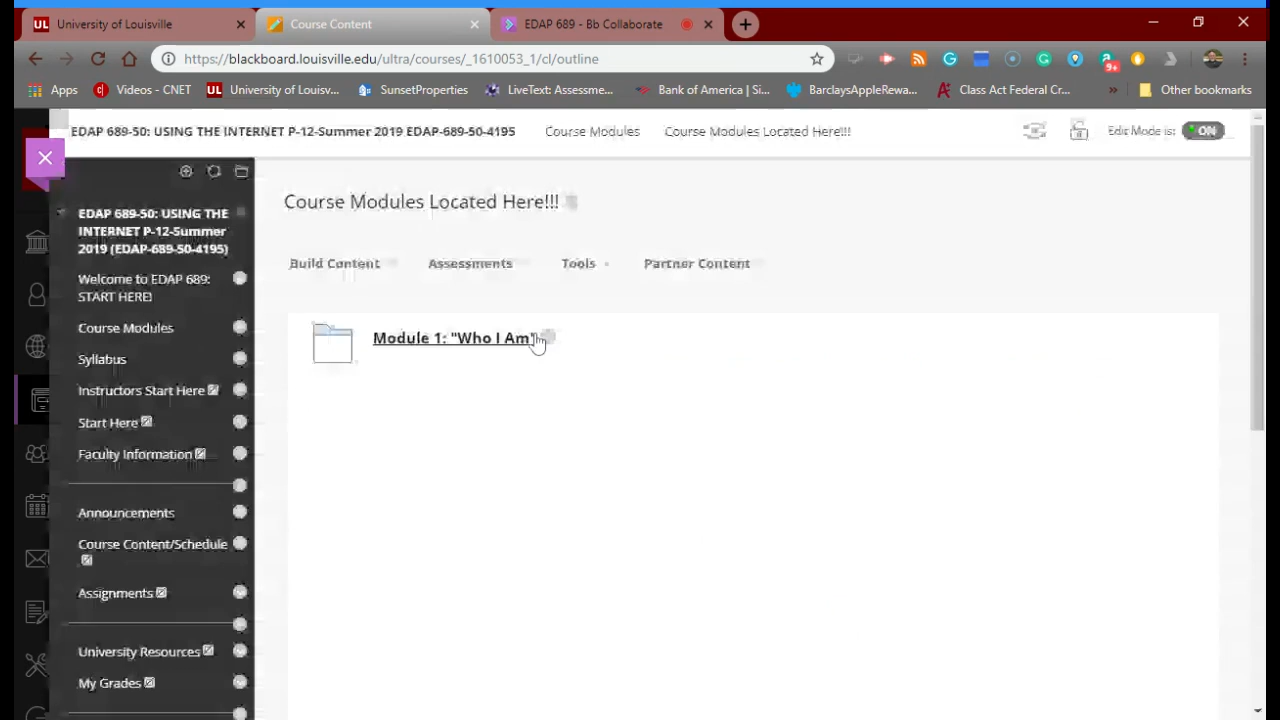 University of Louisville
Course Content
EDAP 689 - Bb Collaborate
https://blackboard.louisville.edu/ultra/courses/_1610053_1/cl/outline
9+
Apps
Videos - CNET
UL University of Louisv...
SunsetProperties
LiveText Assessme...
Bank of America | Si...
BarclaysAppleRewa...
Class Act Federal Cr...
»
Other bookmarks
EDAP 689-50: USING THE INTERNET P-12-Summer 2019 EDAP-689-50-4195
Course Modules
Course Modules Located Here!!!
Edit Mode is:
ON
EDAP 689-50: USING THE
INTERNET P-12-Summer
2019 (EDAP-689-50-4195)
Welcome to EDAP 689:
START HERE!
Course Modules
Syllabus
Instructors Start Here
Start Here
Faculty Information
Announcements
Course Content/Schedule
Assignments
University Resources
My Grades
Course Modules Located Here!!!
Build Content
Assessments
Tools
Partner Content
Module 1: "Who I Am"